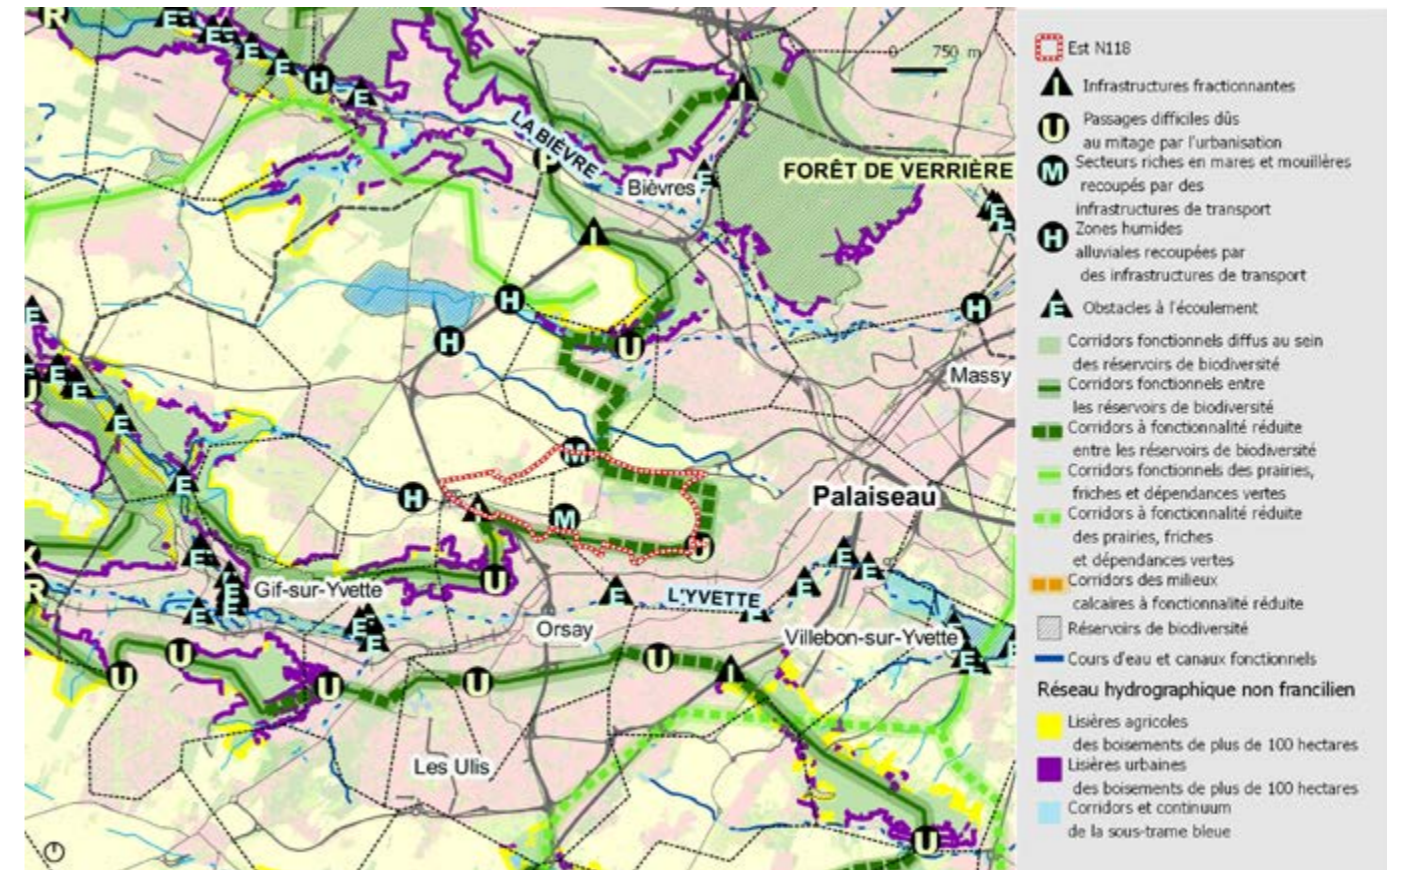 0 750 m
LA BIÈVRE
Bièvres
FORÊT DE VERRIÈRE
Massy
Palaiseau
Gif-sur-Yvette
L'YVETTE
Orsay
Villebon-sur-Yvette
Les Ulis
R
E
E
E
E
E
H
E
I
P
E
I
E
E
H
H
U
H
E
E
E
U
E
E
M
E
H
I
M
U
E
E
E
R
E
E
E
U
E
E
E
E
E
E
U
U
U
U
U
I
E
E
U
Est N118
I Infrastructures fractionnantes
U Passages difficiles dûs
au mitage par l'urbanisation
M Secteurs riches en mares et mouillères
recoupés par des
infrastructures de transport
H Zones humides
alluviales recoupées par
des infrastructures de transport
E Obstacles à l'écoulement
Corridors fonctionnels diffus au sein
des réservoirs de biodiversité
Corridors fonctionnels entre
les réservoirs de biodiversité
Corridors à fonctionnalité réduite
entre les réservoirs de biodiversité
Corridors fonctionnels des prairies,
friches et dépendances vertes
Corridors à fonctionnalité réduite
des prairies, friches
et dépendances vertes
Corridors des milieux
calcaires à fonctionnalité réduite
Réservoirs de biodiversité
Cours d'eau et canaux fonctionnels
Réseau hydrographique non francilien
Lisières agricoles
des boisements de plus de 100 hectares
Lisières urbaines
des boisements de plus de 100 hectares
Corridors et continuum
de la sous-trame bleue